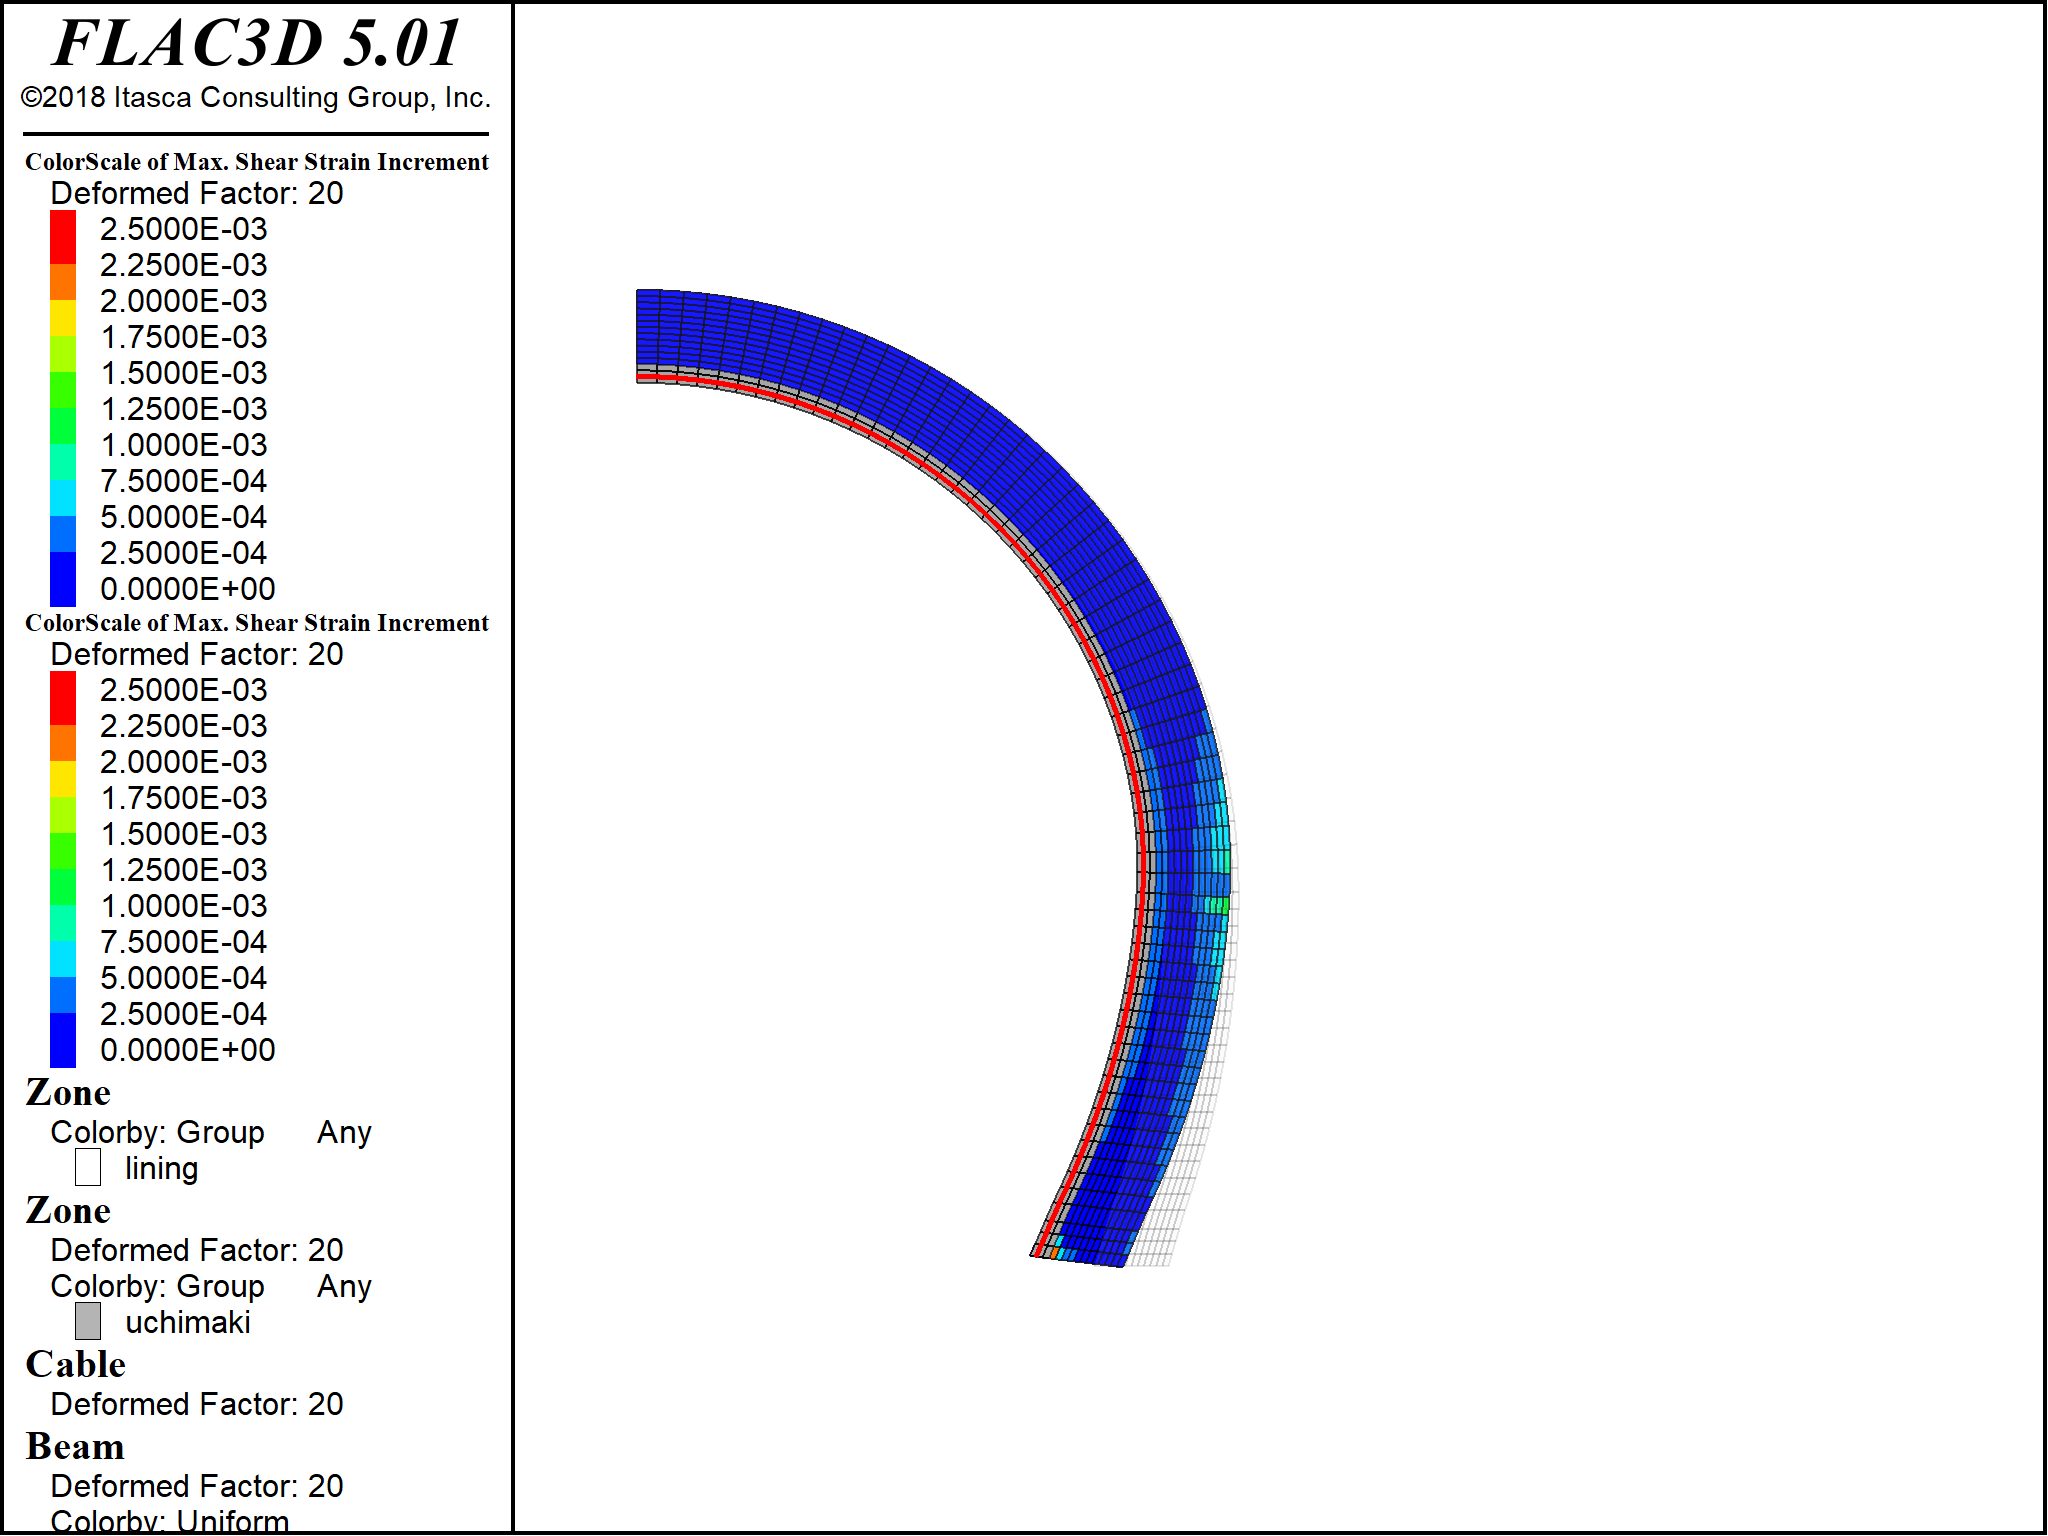 FLAC3D 5.01
©2018 Itasca Consulting Group, Inc.
ColorScale of Max. Shear Strain Increment
Deformed Factor: 20
2.5000E-03
2.2500E-03
2.0000E-03
1.7500E-03
1.5000E-03
1.2500E-03
1.0000E-03
7.5000E-04
5.0000E-04
2.5000E-04
0.0000E+00
ColorScale of Max. Shear Strain Increment
Deformed Factor: 20
2.5000E-03
2.2500E-03
2.0000E-03
1.7500E-03
1.5000E-03
1.2500E-03
1.0000E-03
7.5000E-04
5.0000E-04
2.5000E-04
0.0000E+00
Zone
Colorby: Group Any
lining
Zone
Deformed Factor: 20
Colorby: Group Any
uchimaki
Cable
Deformed Factor: 20
Beam
Deformed Factor: 20
Colorby: Uniform